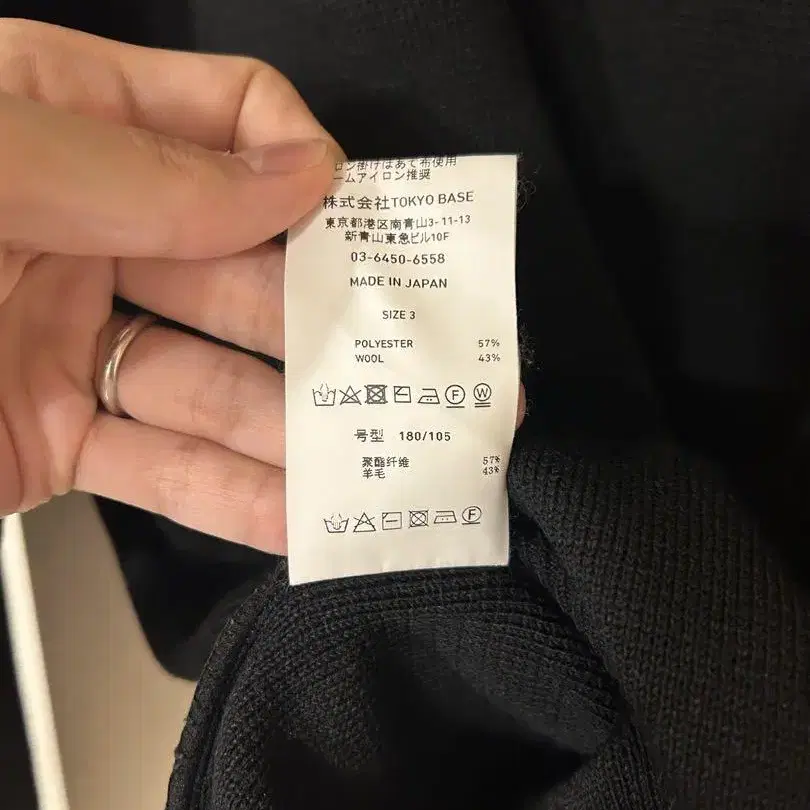 ロン掛けはあて布使用
ームアイロン推奨
株式会社TOKYO BASE
東京都港区南青山3-11-13
新青山東急ビル10F
03-6450-6558
MADE IN JAPAN
SIZE 3
POLYESTER 57%
WOOL 43%
F W
号型 180/105
聚酯纤维 57%
羊毛 43%
F